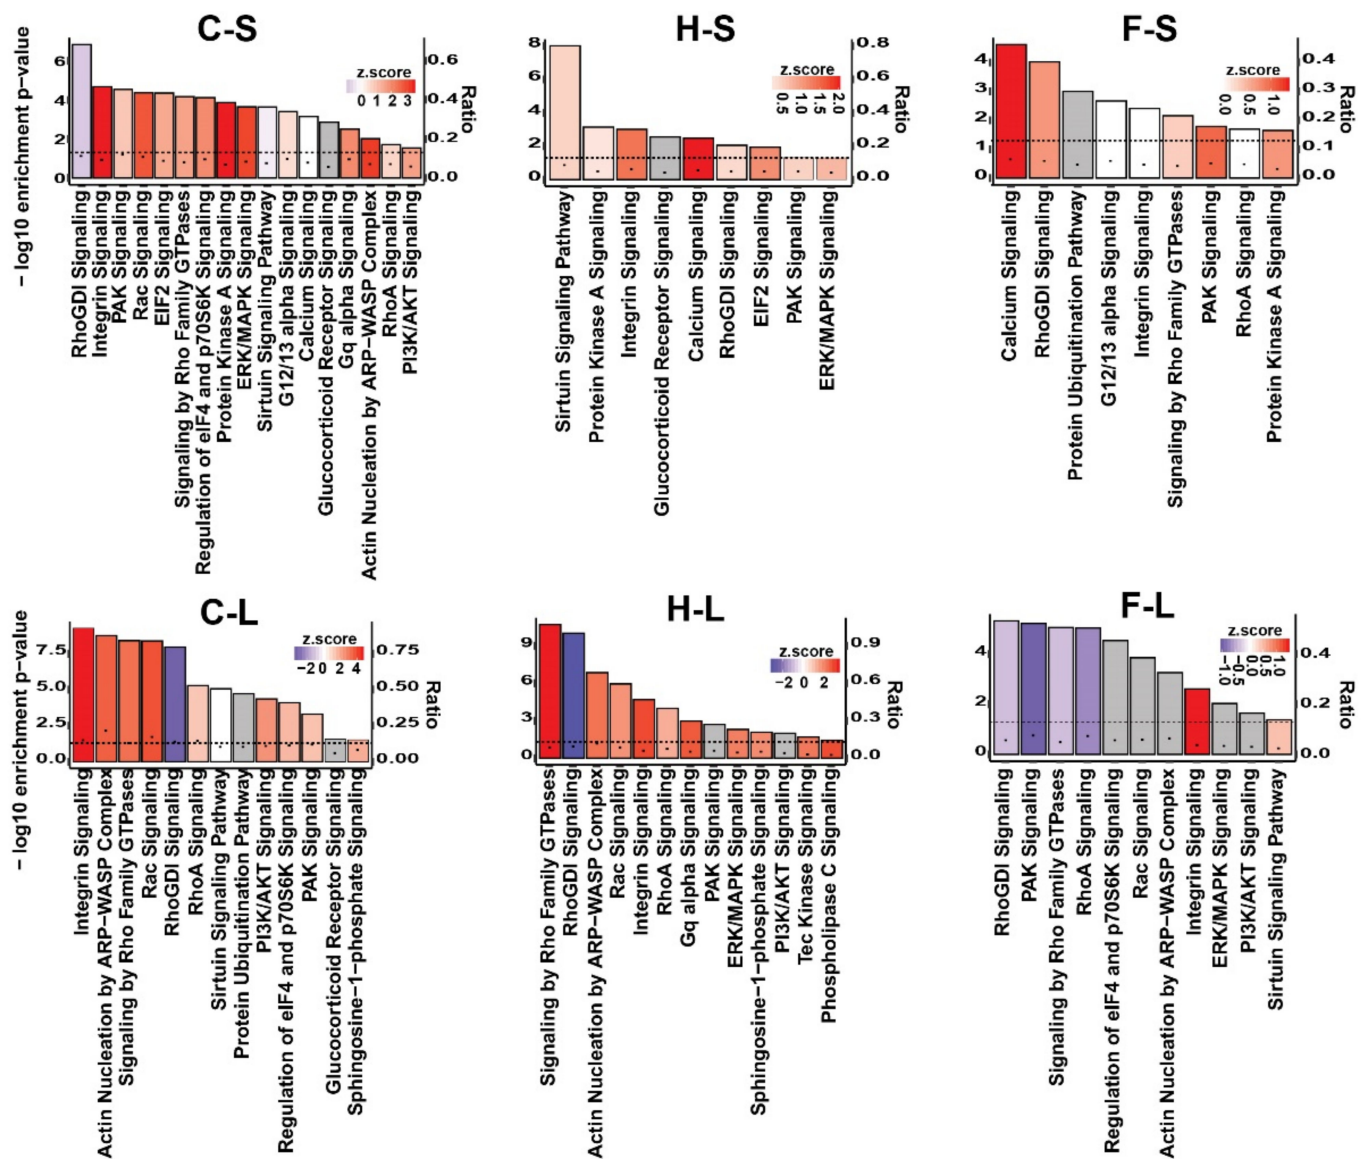 C-S
− log10 enrichment p−value
6
4
2
0
z.score
0 1 2 3
0.6
0.4
0.2
0.0
Ratio
RhoGDI Signaling
Integrin Signaling
PAK Signaling
Rac Signaling
EIF2 Signaling
Signaling by Rho Family GTPases
Regulation of eIF4 and p70S6K Signaling
Protein Kinase A Signaling
ERK/MAPK Signaling
Sirtuin Signaling Pathway
G12/13 alpha Signaling
Calcium Signaling
Glucocorticoid Receptor Signaling
Gq alpha Signaling
Actin Nucleation by ARP−WASP Complex
RhoA Signaling
PI3K/AKT Signaling
H-S
8
6
4
2
0
z.score
0.5
1.0
1.5
2.0
0.8
0.6
0.4
0.2
0.0
Ratio
Sirtuin Signaling Pathway
Protein Kinase A Signaling
Integrin Signaling
Glucocorticoid Receptor Signaling
Calcium Signaling
RhoGDI Signaling
EIF2 Signaling
PAK Signaling
ERK/MAPK Signaling
F-S
4
3
2
1
0
z.score
0.0
0.5
1.0
0.4
0.3
0.2
0.1
0.0
Ratio
Calcium Signaling
RhoGDI Signaling
Protein Ubiquitination Pathway
G12/13 alpha Signaling
Integrin Signaling
Signaling by Rho Family GTPases
PAK Signaling
RhoA Signaling
Protein Kinase A Signaling
C-L
− log10 enrichment p−value
7.5
5.0
2.5
0.0
z.score
−2 0 2 4
0.75
0.50
0.25
0.00
Ratio
Integrin Signaling
Actin Nucleation by ARP−WASP Complex
Signaling by Rho Family GTPases
Rac Signaling
RhoGDI Signaling
RhoA Signaling
Sirtuin Signaling Pathway
Protein Ubiquitination Pathway
PI3K/AKT Signaling
Regulation of eIF4 and p70S6K Signaling
PAK Signaling
Glucocorticoid Receptor Signaling
Sphingosine−1−phosphate Signaling
H-L
9
6
3
0
z.score
−2 0 2
0.9
0.6
0.3
0.0
Ratio
Signaling by Rho Family GTPases
RhoGDI Signaling
Actin Nucleation by ARP−WASP Complex
Rac Signaling
Integrin Signaling
RhoA Signaling
Gq alpha Signaling
PAK Signaling
ERK/MAPK Signaling
Sphingosine−1−phosphate Signaling
PI3K/AKT Signaling
Tec Kinase Signaling
Phospholipase C Signaling
F-L
4
2
0
z.score
−1.0
−0.5
0.0
0.5
1.0
0.4
0.2
0.0
Ratio
RhoGDI Signaling
PAK Signaling
Signaling by Rho Family GTPases
RhoA Signaling
Regulation of eIF4 and p70S6K Signaling
Rac Signaling
Actin Nucleation by ARP−WASP Complex
Integrin Signaling
ERK/MAPK Signaling
PI3K/AKT Signaling
Sirtuin Signaling Pathway